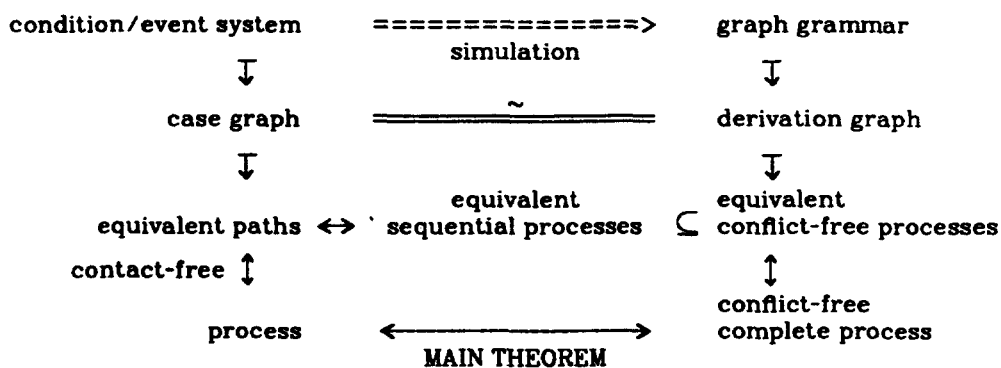 condition/event system ===============> graph grammar
simulation
case graph ~ derivation graph
equivalent equivalent
equivalent paths ↔ sequential processes ⊆ conflict-free processes
contact-free
conflict-free
process ↔ complete process
MAIN THEOREM